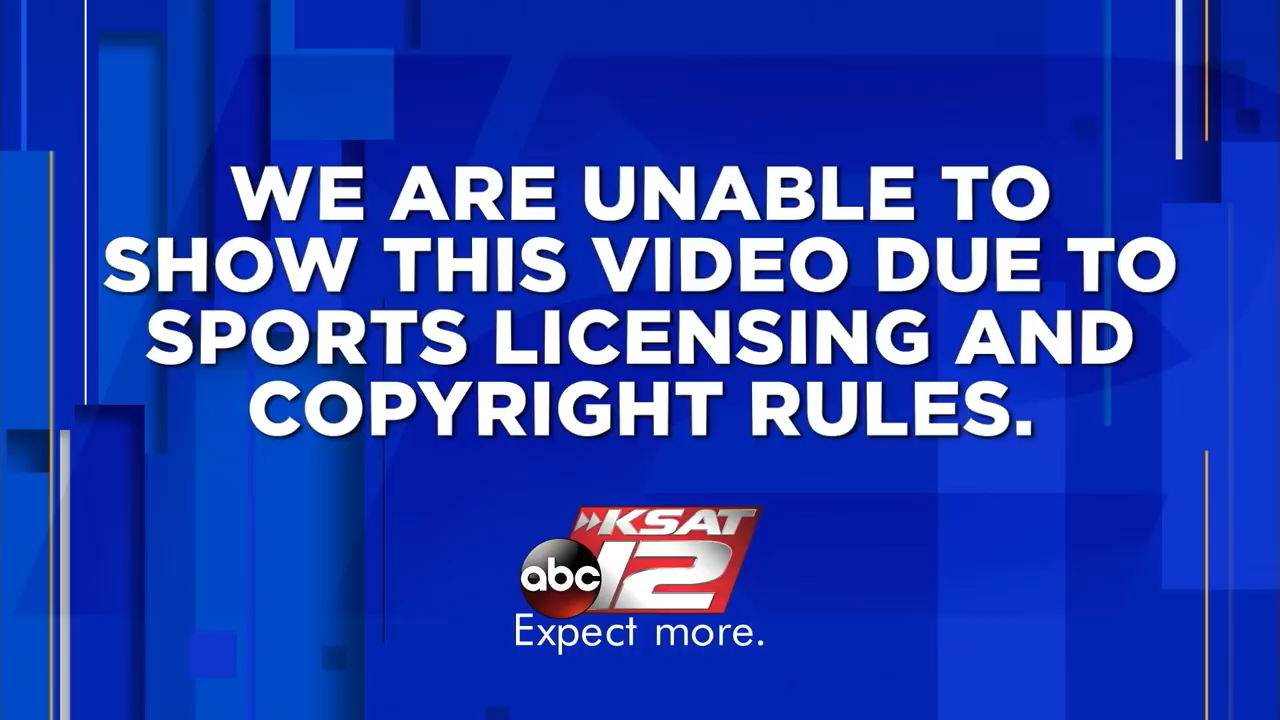 WE ARE UNABLE TO
SHOW THIS VIDEO DUE TO
SPORTS LICENSING AND
COPYRIGHT RULES.
KSAT
abc 12
Expect more.